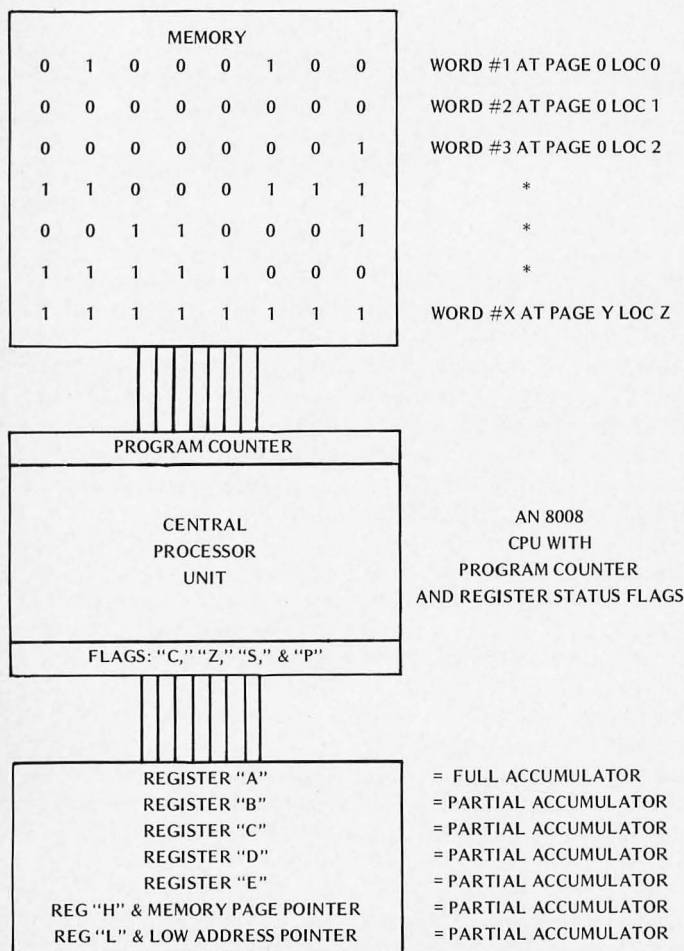 MEMORY
0 1 0 0 0 1 0 0 WORD #1 AT PAGE 0 LOC 0
0 0 0 0 0 0 0 0 WORD #2 AT PAGE 0 LOC 1
0 0 0 0 0 0 0 1 WORD #3 AT PAGE 0 LOC 2
1 1 0 0 0 1 1 1 *
0 0 1 1 0 0 0 1 *
1 1 1 1 1 0 0 0 *
1 1 1 1 1 1 1 1 WORD #X AT PAGE Y LOC Z
PROGRAM COUNTER
CENTRAL
PROCESSOR
UNIT
AN 8008
CPU WITH
PROGRAM COUNTER
AND REGISTER STATUS FLAGS
FLAGS: “C,” “Z,” “S,” & “P”
REGISTER “A” = FULL ACCUMULATOR
REGISTER “B” = PARTIAL ACCUMULATOR
REGISTER “C” = PARTIAL ACCUMULATOR
REGISTER “D” = PARTIAL ACCUMULATOR
REGISTER “E” = PARTIAL ACCUMULATOR
REG “H” & MEMORY PAGE POINTER = PARTIAL ACCUMULATOR
REG “L” & LOW ADDRESS POINTER = PARTIAL ACCUMULATOR